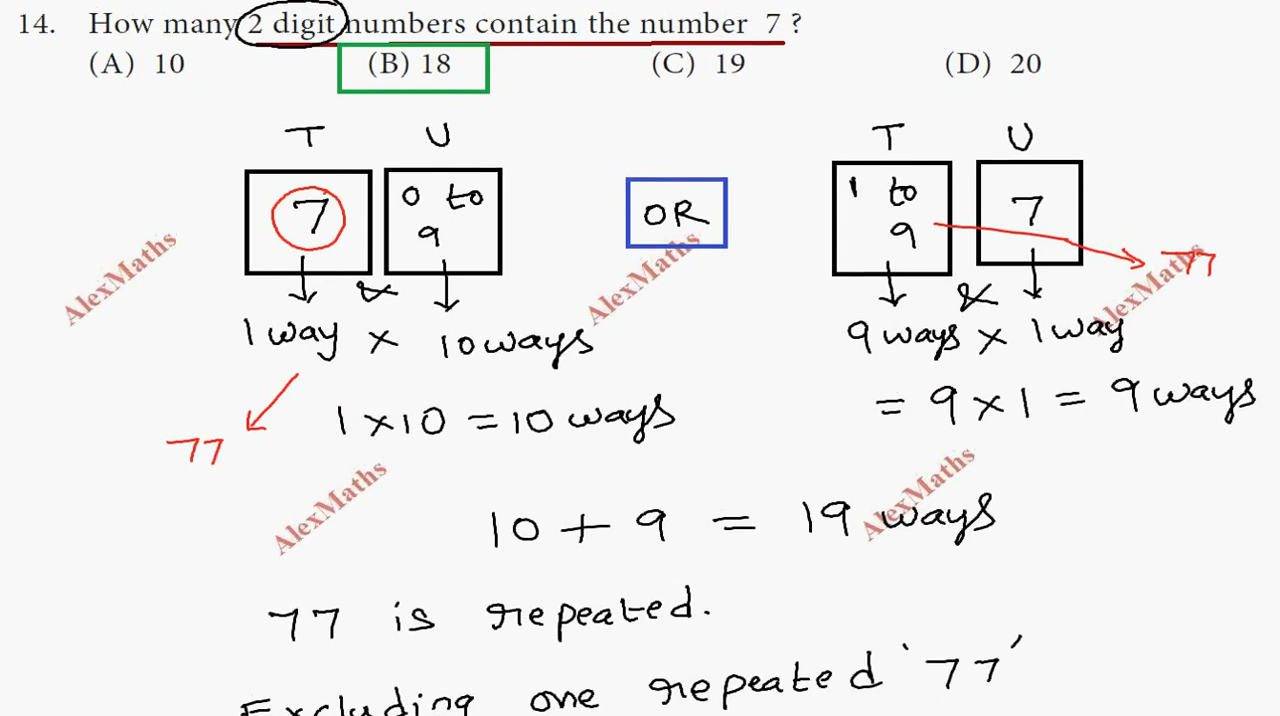 14. How many 2 digit numbers contain the number 7 ?
(A) 10 (B) 18 (C) 19 (D) 20
T U T U
7 0 to 9 OR 1 to 9 7
77
& &
1 way × 10 ways 9 ways × 1 way
1 × 10 = 10 ways = 9 × 1 = 9 ways
77
10 + 9 = 19 ways
77 is repeated.
Excluding one repeated '77'
AlexMaths
AlexMaths
AlexMaths
AlexMaths
AlexMaths